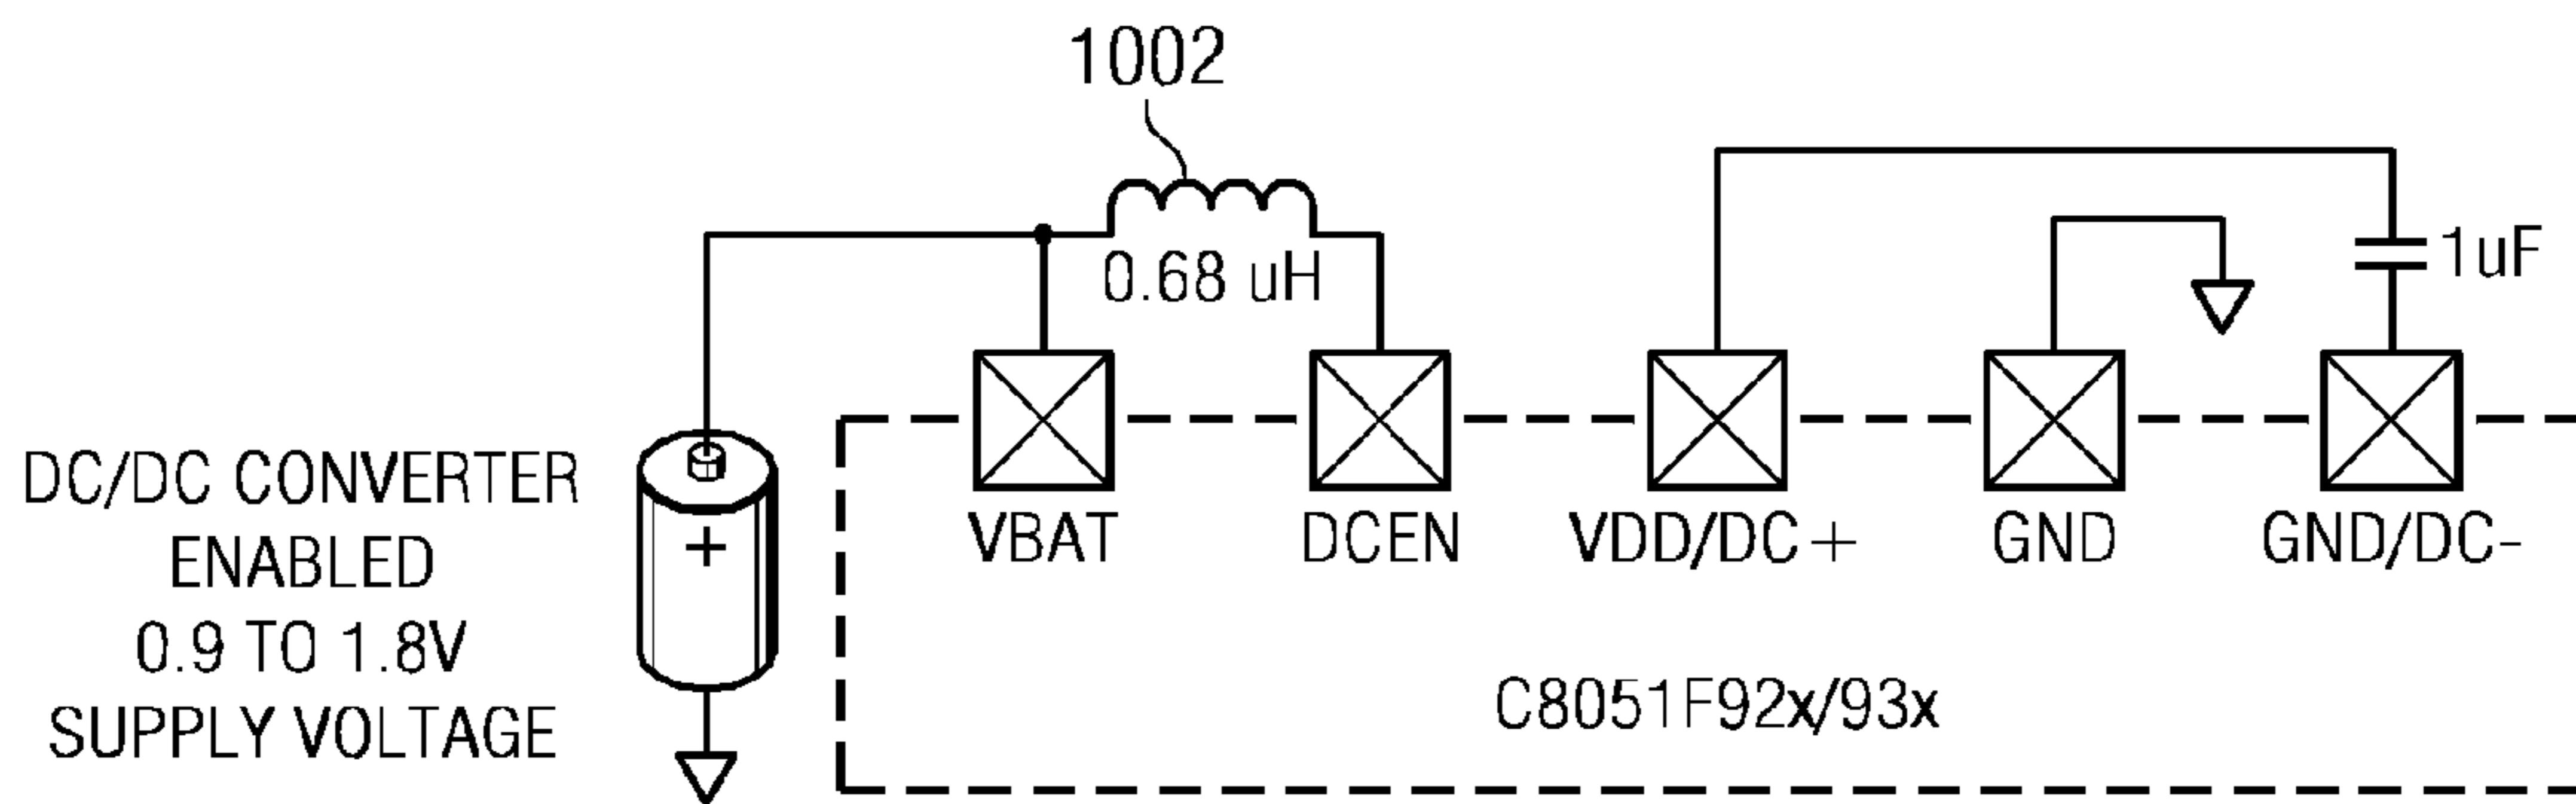 1002
0.68 uH
1uF
DC/DC CONVERTER
ENABLED
0.9 TO 1.8V
SUPPLY VOLTAGE
+
VBAT
DCEN
VDD/DC+
GND
GND/DC-
C8051F92x/93x